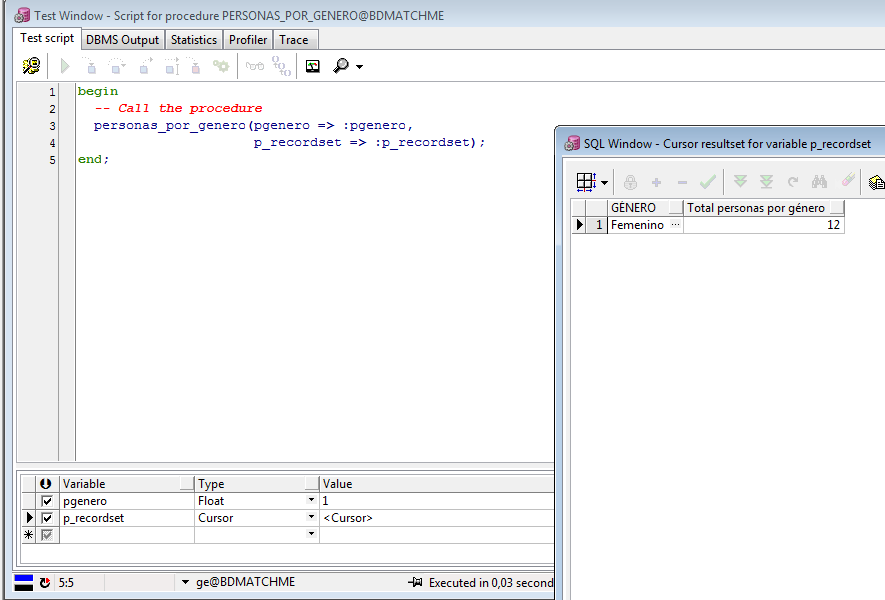 Test Window - Script for procedure PERSONAS_POR_GENERO@BDMATCHME
Test script DBMS Output Statistics Profiler Trace
1 begin
2 -- Call the procedure
3 personas_por_genero(pgenero => :pgenero,
4 p_recordset => :p_recordset);
5 end;
SQL Window - Cursor resultset for variable p_recordset
GENERO Total personas por género
1 Femenino ... 12
Variable Type Value
pgenero Float 1
p_recordset Cursor <Cursor>
5:5 ge@BDMATCHME Executed in 0,03 second